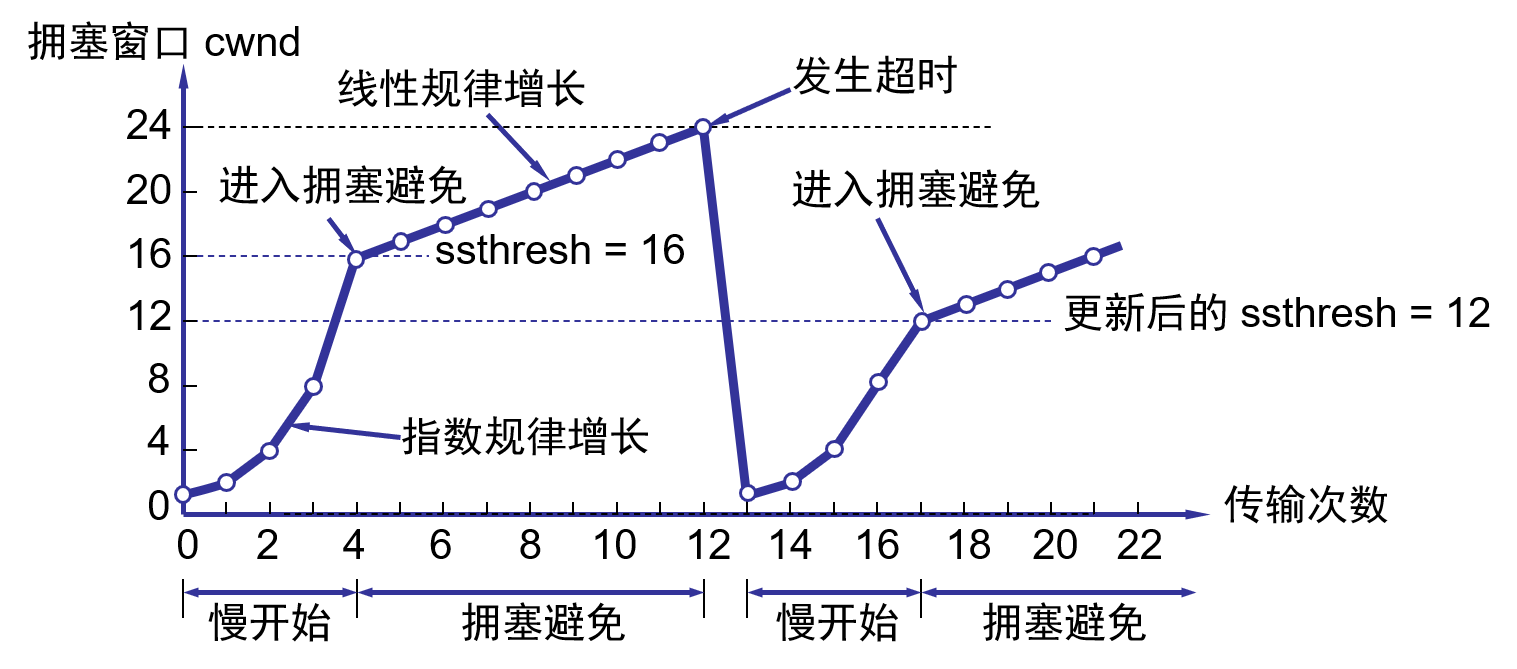 拥塞窗口 cwnd
发生超时
线性规律增长
24
进入拥塞避免
进入拥塞避免
20
ssthresh = 16
16
更新后的 ssthresh = 12
12
8
指数规律增长
4
0
传输次数
0 2 4 6 8 10 12 14 16 18 20 22
慢开始 拥塞避免 慢开始 拥塞避免